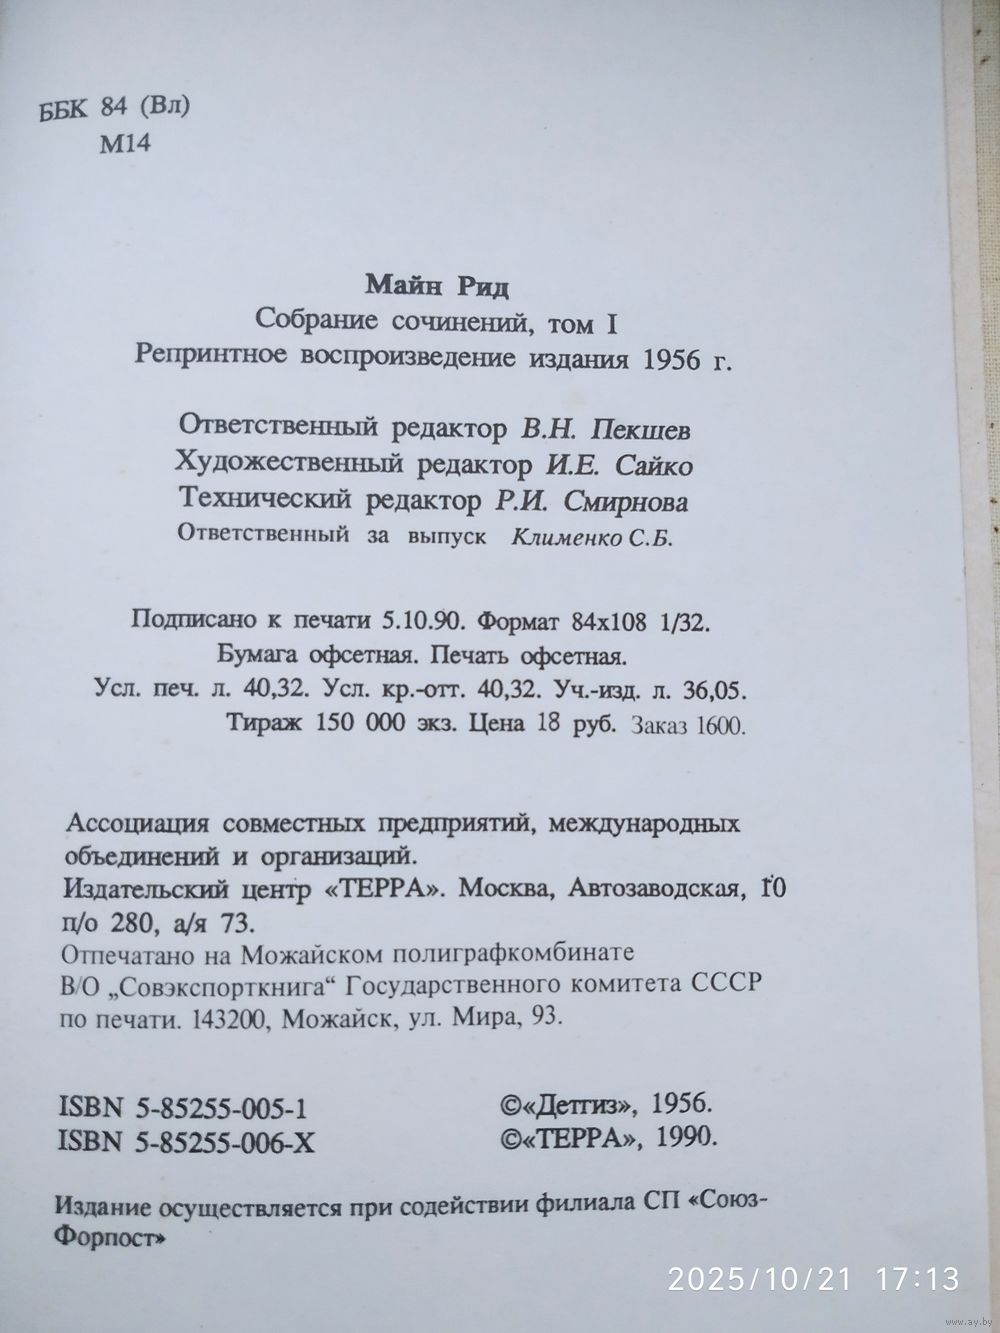 ББК 84 (Вл)
М14
Майн Рид
Собрание сочинений, том I
Репринтное воспроизведение издания 1956 г.
Ответственный редактор В.Н. Пекшев
Художественный редактор И.Е. Сайко
Технический редактор Р.И. Смирнова
Ответственный за выпуск Клименко С.Б.
Подписано к печати 5.10.90. Формат 84x108 1/32.
Бумага офсетная. Печать офсетная.
Усл. печ. л. 40,32. Усл. кр.-отт. 40,32. Уч.-изд. л. 36,05.
Тираж 150 000 экз. Цена 18 руб. Заказ 1600.
Ассоциация совместных предприятий, международных
объединений и организаций.
Издательский центр «ТЕРРА». Москва, Автозаводская, 10
п/о 280, а/я 73.
Отпечатано на Можайском полиграфкомбинате
В/О „Совэкспорткнига“ Государственного комитета СССР
по печати. 143200, Можайск, ул. Мира, 93.
ISBN 5-85255-005-1 ©«Детгиз», 1956.
ISBN 5-85255-006-X ©«ТЕРРА», 1990.
Издание осуществляется при содействии филиала СП «Союз-
Форпост»
2025/10/21 17:13
www.ay.by